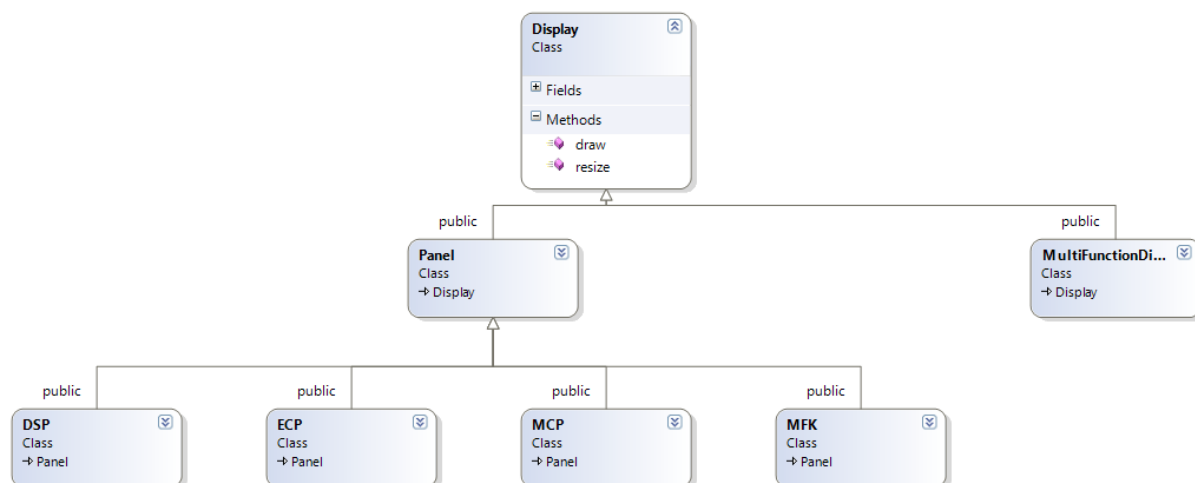 Display
Class
Fields
Methods
draw
resize
public
public
Panel
Class
Display
MultiFunctionDi...
Class
Display
public
public
public
public
DSP
Class
Panel
ECP
Class
Panel
MCP
Class
Panel
MFK
Class
Panel